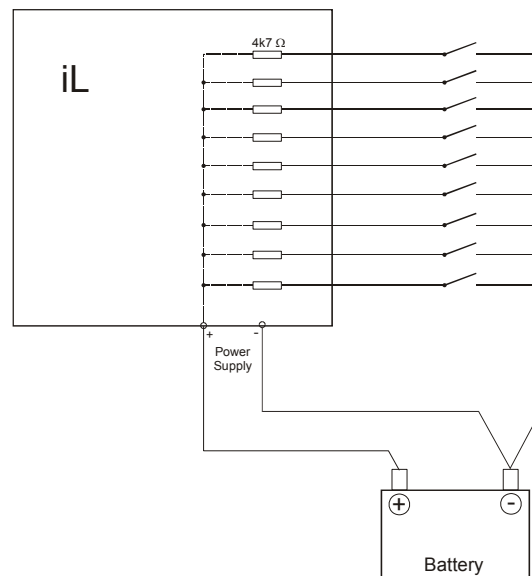 4k7 Ω
iL
+
-
Power
Supply
+
-
Battery